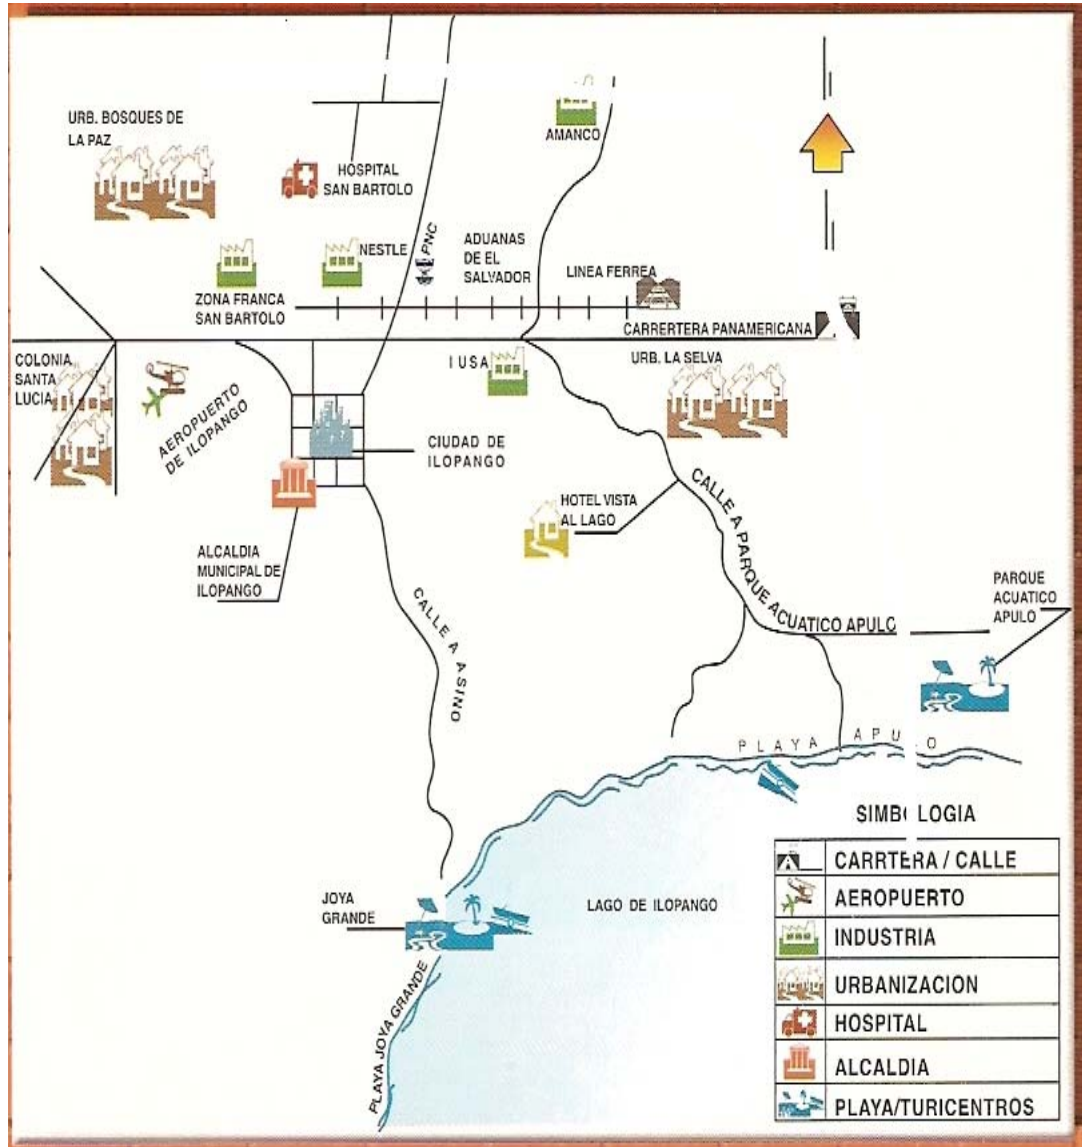 URB. BOSQUES DE
LA PAZ
AMANCO
HOSPITAL
SAN BARTOLO
NESTLE
PNC
ADUANAS
DE EL
SALVADOR
LINEA FERREA
ZONA FRANCA
SAN BARTOLO
CARRERTERA PANAMERICANA
COLONIA
SANTA
LUCIA
IUSA
URB. LA SELVA
AEROPUERTO
DE ILOPANGO
CIUDAD DE
ILOPANGO
HOTEL VISTA
AL LAGO
CALLE A PARQUE ACUATICO APULO
ALCALDIA
MUNICIPAL DE
ILOPANGO
CALLE A ASINO
PARQUE
ACUATICO
APULO
PLAYA APULO
JOYA
GRANDE
LAGO DE ILOPANGO
PLAYA JOYA GRANDE
SIMBOLOGIA
CARRTERA / CALLE
AEROPUERTO
INDUSTRIA
URBANIZACION
HOSPITAL
ALCALDIA
PLAYA/TURICENTROS